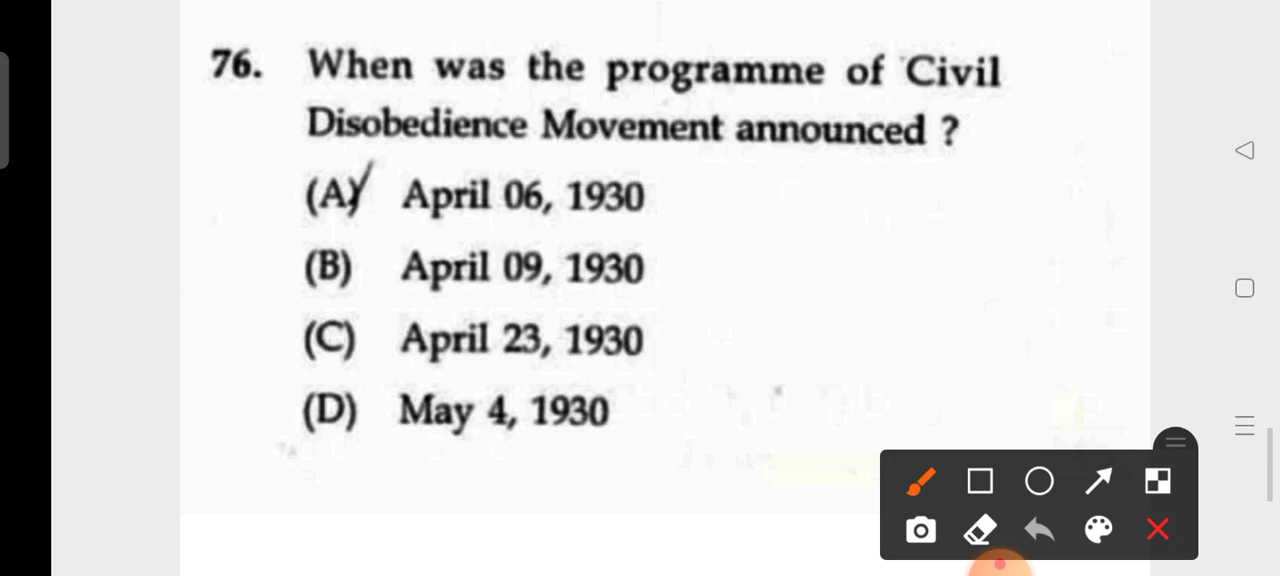 76. When was the programme of Civil
Disobedience Movement announced ?
(A) April 06, 1930
(B) April 09, 1930
(C) April 23, 1930
(D) May 4, 1930